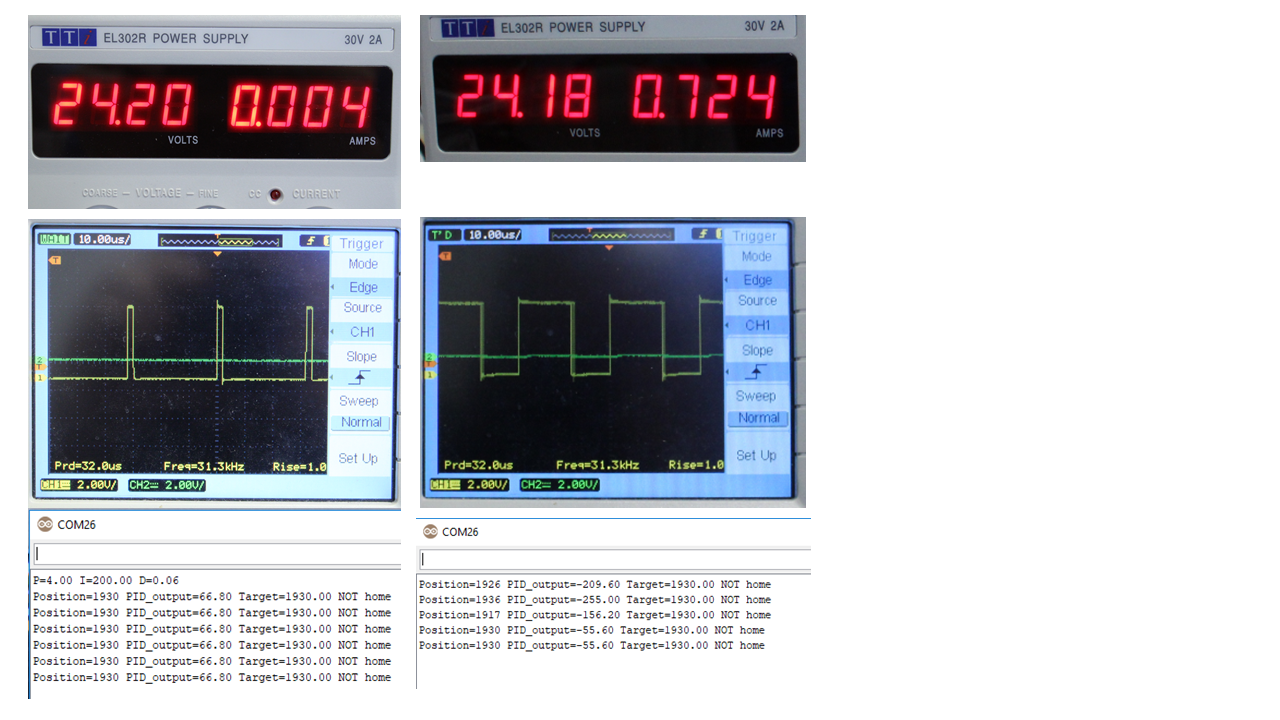 TTi EL302R POWER SUPPLY 30V 2A
24.20 0.004
VOLTS AMPS
COARSE — VOLTAGE — FINE CC CURRENT
TTi EL302R POWER SUPPLY 30V 2A
24.18 0.724
VOLTS AMPS
WAIT 10.00us/
T
Trigger
Mode
Edge
Source
CH1
Slope
Sweep
Normal
Set Up
2
T
1
Prd=32.0us Freq=31.3kHz Rise=1.0
CH1 2.00V/ CH2 2.00V/
T'D 10.00us/
T
Trigger
Mode
Edge
Source
CH1
Slope
Sweep
Normal
Set Up
2
T
1
Prd=32.0us Freq=31.3kHz Rise=1.0
CH1 2.00V/ CH2 2.00V/
COM26
P=4.00 I=200.00 D=0.06
Position=1930 PID_output=66.80 Target=1930.00 NOT home
Position=1930 PID_output=66.80 Target=1930.00 NOT home
Position=1930 PID_output=66.80 Target=1930.00 NOT home
Position=1930 PID_output=66.80 Target=1930.00 NOT home
Position=1930 PID_output=66.80 Target=1930.00 NOT home
Position=1930 PID_output=66.80 Target=1930.00 NOT home
COM26
Position=1926 PID_output=-209.60 Target=1930.00 NOT home
Position=1936 PID_output=-255.00 Target=1930.00 NOT home
Position=1917 PID_output=-156.20 Target=1930.00 NOT home
Position=1930 PID_output=-55.60 Target=1930.00 NOT home
Position=1930 PID_output=-55.60 Target=1930.00 NOT home